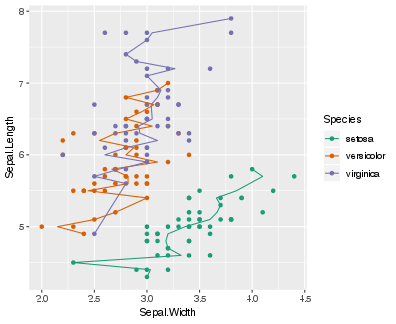 8
7
6
5
Sepal.Length
2.0 2.5 3.0 3.5 4.0 4.5
Sepal.Width
Species
setosa
versicolor
virginica